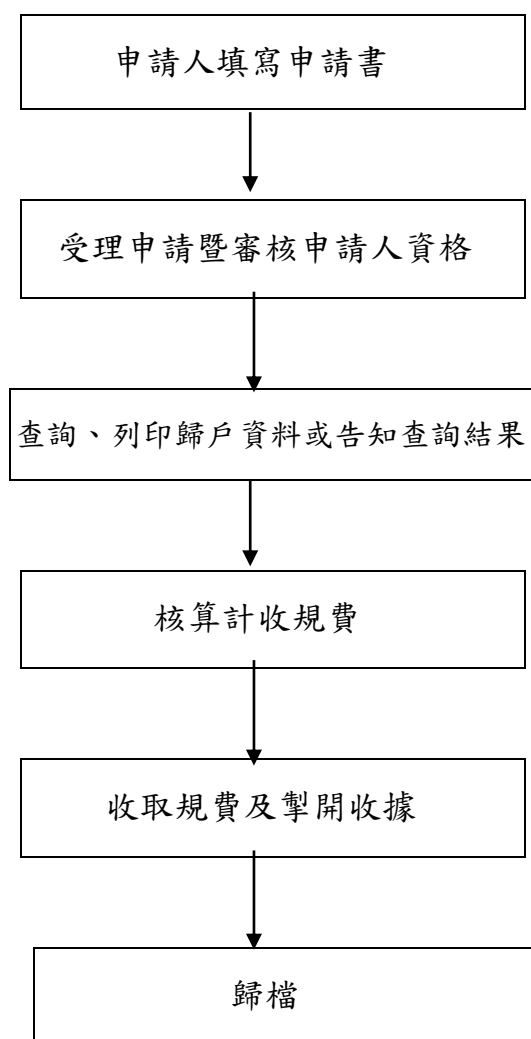 申請人填寫申請書
受理申請暨審核申請人資格
查詢、列印歸戶資料或告知查詢結果
核算計收規費
收取規費及掣開收據
歸檔